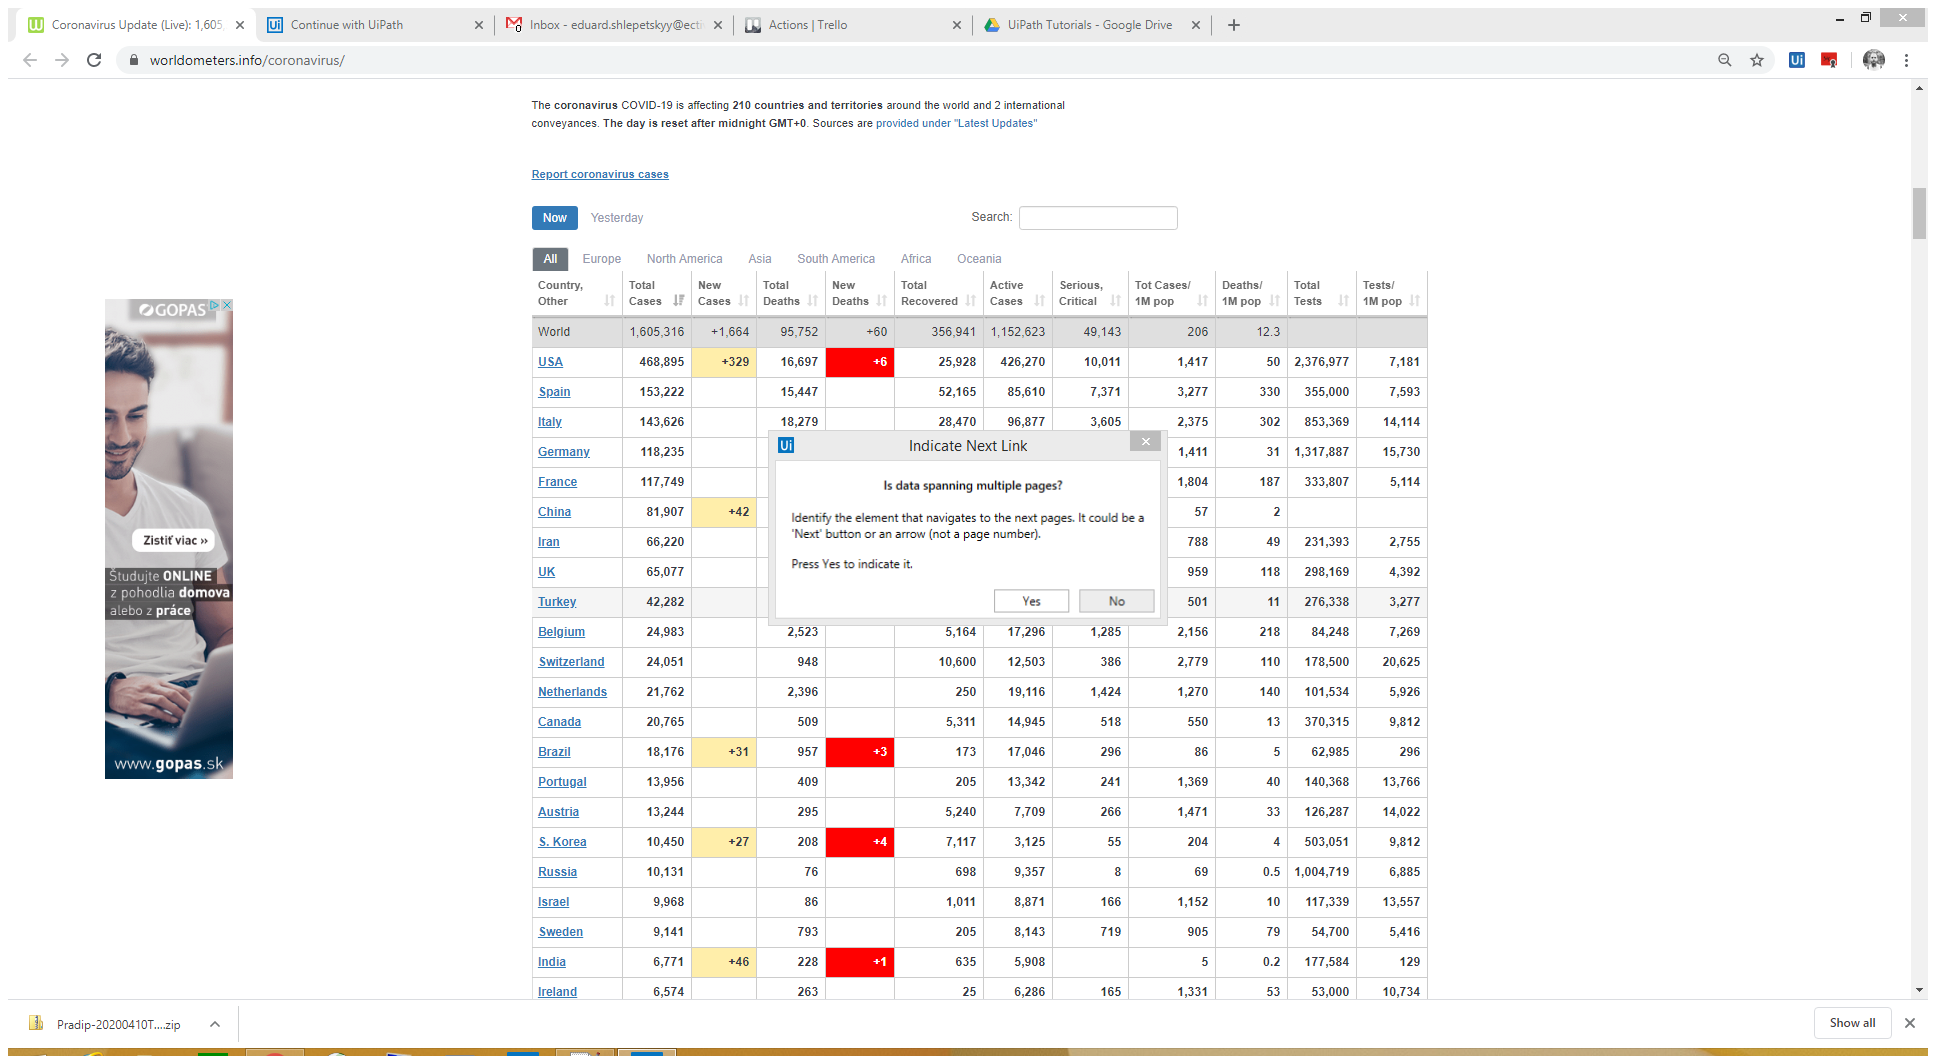 Coronavirus Update (Live): 1,605,
Continue with UiPath
Inbox - eduard.shlepetskyy@ecti
Actions | Trello
UiPath Tutorials - Google Drive
worldometers.info/coronavirus/
The coronavirus COVID-19 is affecting 210 countries and territories around the world and 2 international
conveyances. The day is reset after midnight GMT+0. Sources are provided under "Latest Updates"
Report coronavirus cases
Now Yesterday Search:
All Europe North America Asia South America Africa Oceania
Country, Total New Total New Total Active Serious, Tot Cases/ Deaths/ Total Tests/
Other Cases Cases Deaths Deaths Recovered Cases Critical 1M pop 1M pop Tests 1M pop
World 1,605,316 +1,664 95,752 +60 356,941 1,152,623 49,143 206 12.3
USA 468,895 +329 16,697 +6 25,928 426,270 10,011 1,417 50 2,376,977 7,181
Spain 153,222 15,447 52,165 85,610 7,371 3,277 330 355,000 7,593
Italy 143,626 18,279 28,470 96,877 3,605 2,375 302 853,369 14,114
Germany 118,235 1,411 31 1,317,887 15,730
France 117,749 1,804 187 333,807 5,114
China 81,907 +42 57 2
Iran 66,220 788 49 231,393 2,755
UK 65,077 959 118 298,169 4,392
Turkey 42,282 501 11 276,338 3,277
Belgium 24,983 2,523 5,164 17,296 1,285 2,156 218 84,248 7,269
Switzerland 24,051 948 10,600 12,503 386 2,779 110 178,500 20,625
Netherlands 21,762 2,396 250 19,116 1,424 1,270 140 101,534 5,926
Canada 20,765 509 5,311 14,945 518 550 13 370,315 9,812
Brazil 18,176 +31 957 +3 173 17,046 296 86 5 62,985 296
Portugal 13,956 409 205 13,342 241 1,369 40 140,368 13,766
Austria 13,244 295 5,240 7,709 266 1,471 33 126,287 14,022
S. Korea 10,450 +27 208 +4 7,117 3,125 55 204 4 503,051 9,812
Russia 10,131 76 698 9,357 8 69 0.5 1,004,719 6,885
Israel 9,968 86 1,011 8,871 166 1,152 10 117,339 13,557
Sweden 9,141 793 205 8,143 719 905 79 54,700 5,416
India 6,771 +46 228 +1 635 5,908 5 0.2 177,584 129
Ireland 6,574 263 25 6,286 165 1,331 53 53,000 10,734
Ui Indicate Next Link
Is data spanning multiple pages?
Identify the element that navigates to the next pages. It could be a
'Next' button or an arrow (not a page number).
Press Yes to indicate it.
Yes No
GOPAS
Zistiť viac »
Študujte ONLINE
z pohodlia domova
alebo z práce
www.gopas.sk
Pradip-20200410T....zip
Show all